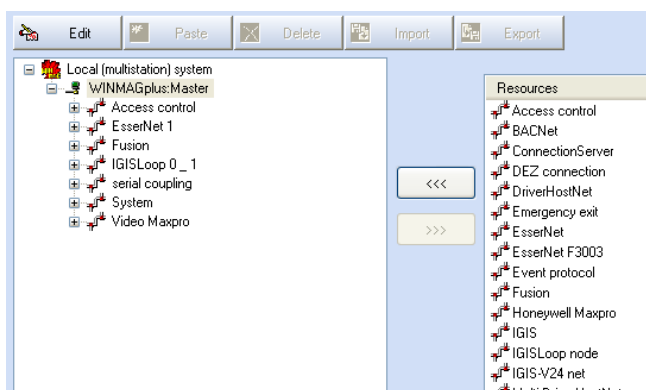 Edit Paste Delete Import Export
Local (multistation) system
WINMAGplus:Master
Access control
EsserNet 1
Fusion
IGISLoop 0 _ 1
serial coupling
System
Video Maxpro
<<<
>>>
Resources
Access control
BACNet
ConnectionServer
DEZ connection
DriverHostNet
Emergency exit
EsserNet
EsserNet F3003
Event protocol
Fusion
Honeywell Maxpro
IGIS
IGISLoop node
IGIS-V24 net